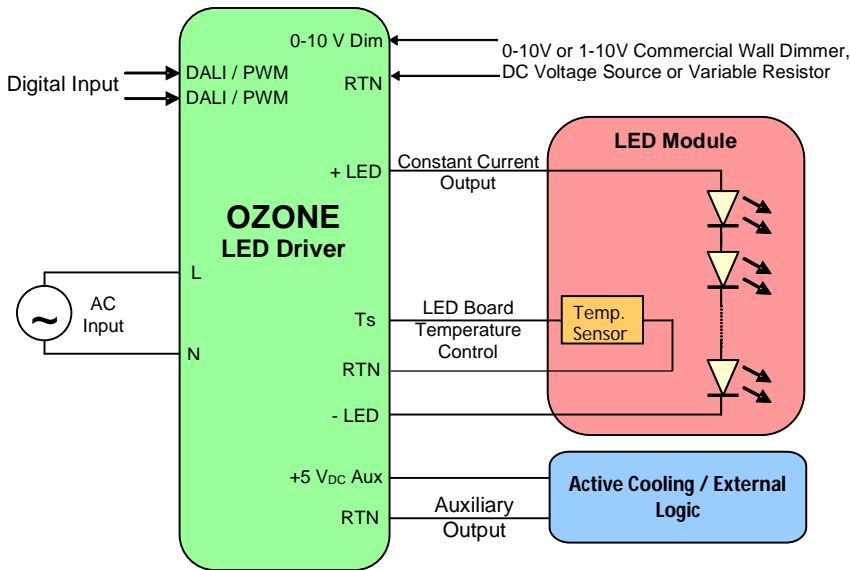 0-10 V Dim
0-10V or 1-10V Commercial Wall Dimmer,
DC Voltage Source or Variable Resistor
Digital Input
DALI / PWM
DALI / PWM
RTN
LED Module
+ LED
Constant Current
Output
OZONE
LED Driver
L
AC
Input
~
N
Ts
LED Board
Temperature
Control
Temp.
Sensor
RTN
- LED
+5 VDC Aux
RTN
Auxiliary
Output
Active Cooling / External
Logic